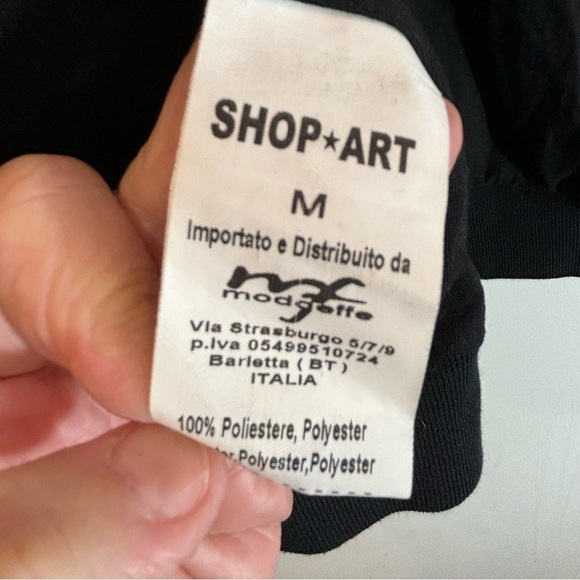 SHOP★ART
M
Importato e Distribuito da
mf
modaeffe
Via Strasburgo 5/7/9
p.Iva 05499510724
Barletta (BT)
ITALIA
100% Poliestere, Polyester
Polyester,Polyester